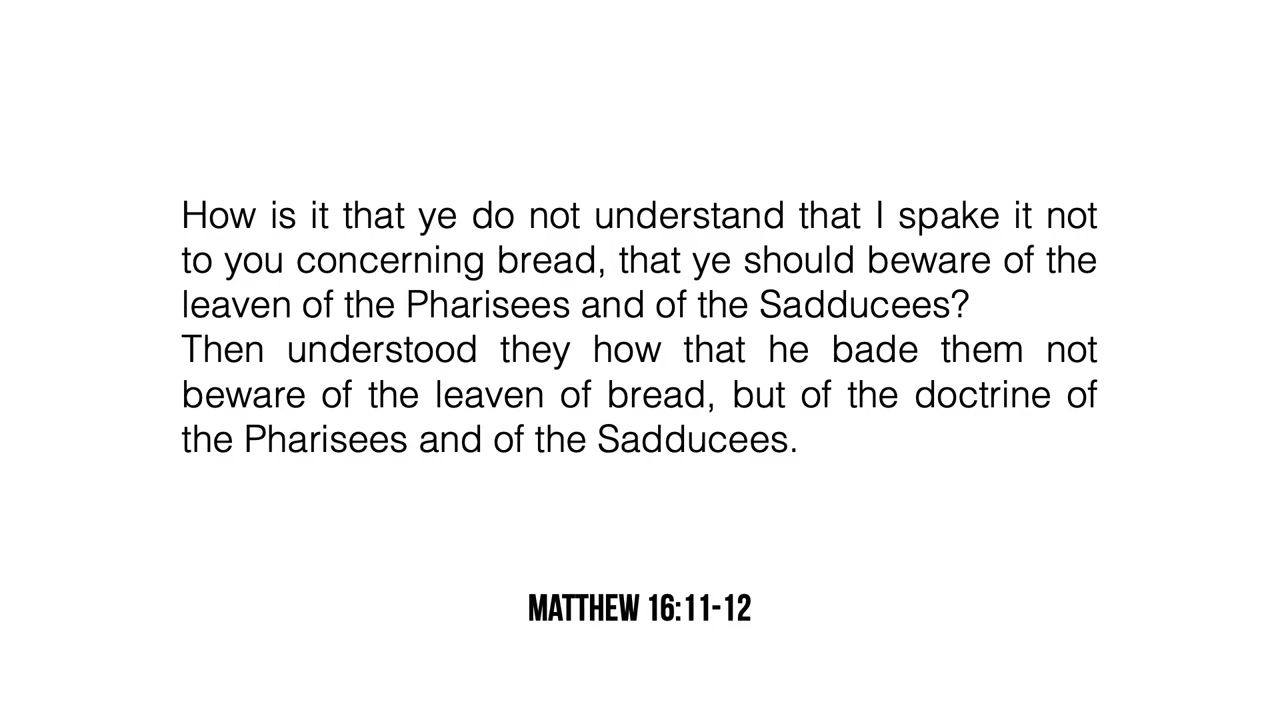 How is it that ye do not understand that I spake it not
to you concerning bread, that ye should beware of the
leaven of the Pharisees and of the Sadducees?
Then understood they how that he bade them not
beware of the leaven of bread, but of the doctrine of
the Pharisees and of the Sadducees.
MATTHEW 16:11-12